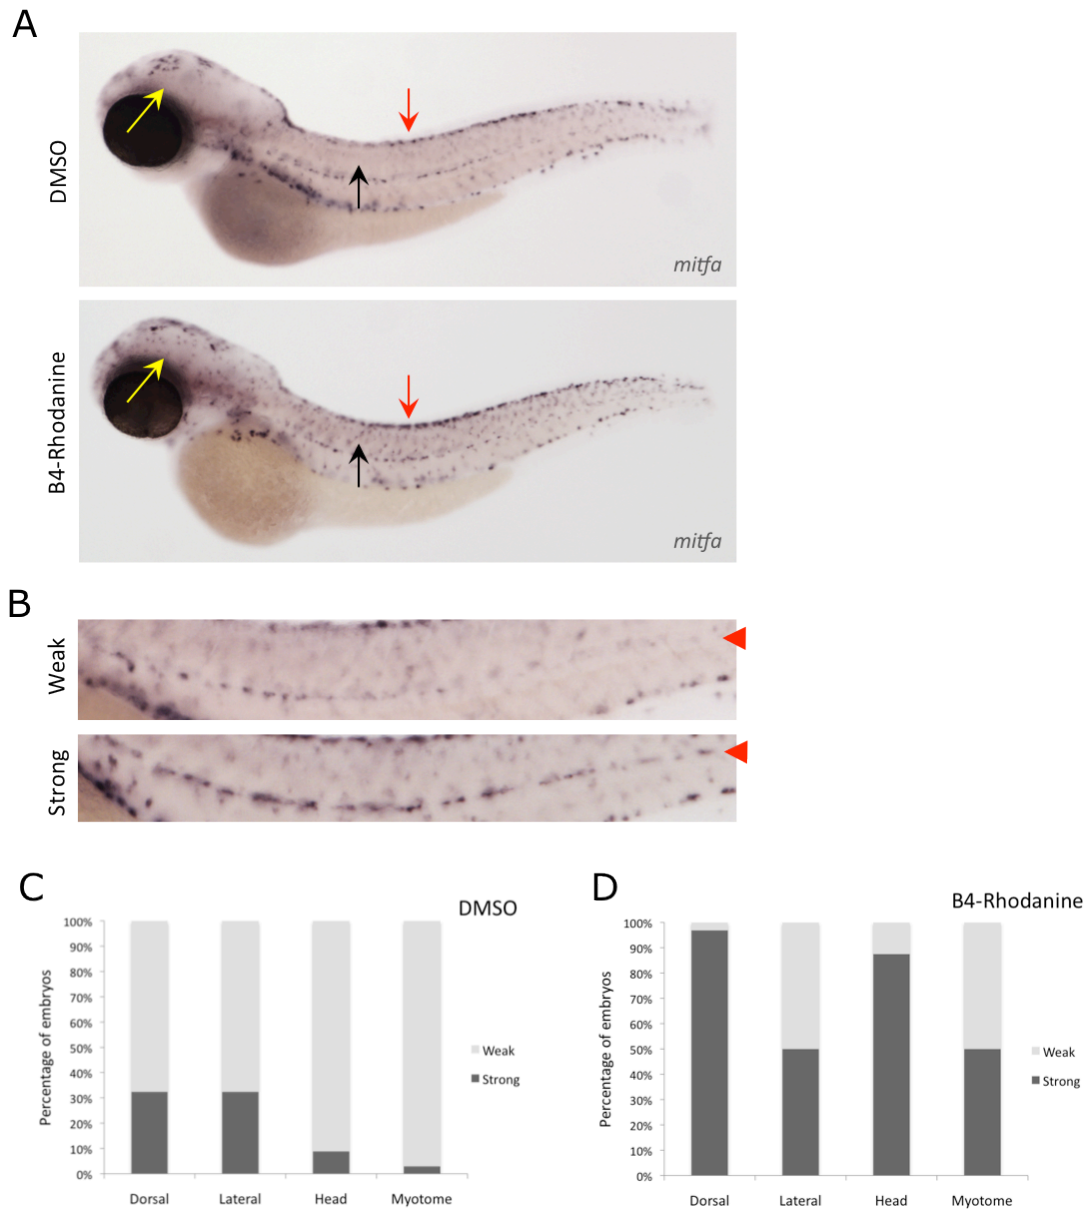 A
DMSO
mitfa
B4-Rhodanine
mitfa
B
Weak
Strong
C
DMSO
Percentage of embryos
100%
90%
80%
70%
60%
50%
40%
30%
20%
10%
0%
Dorsal Lateral Head Myotome
Weak
Strong
D
B4-Rhodanine
Percentage of embryos
100%
90%
80%
70%
60%
50%
40%
30%
20%
10%
0%
Dorsal Lateral Head Myotome
Weak
Strong